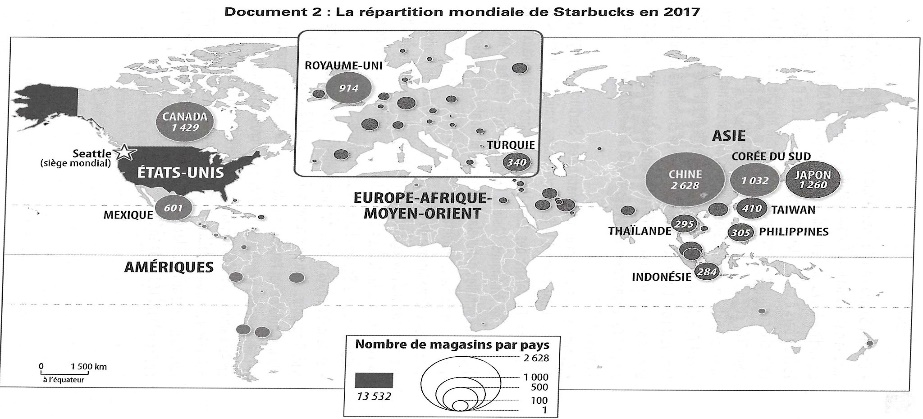 Document 2 : La répartition mondiale de Starbucks en 2017
ROYAUME-UNI
914
TURQUIE
340
CANADA
1 429
Seattle
(siège mondial)
ÉTATS-UNIS
MEXIQUE
601
AMÉRIQUES
EUROPE-AFRIQUE-
MOYEN-ORIENT
ASIE
CHINE
2 628
CORÉE DU SUD
1 032
JAPON
1 260
410
TAIWAN
THAÏLANDE
295
305
PHILIPPINES
INDONÉSIE
284
0 1 500 km
à l'équateur
Nombre de magasins par pays
13 532
2 628
1 000
500
100
1